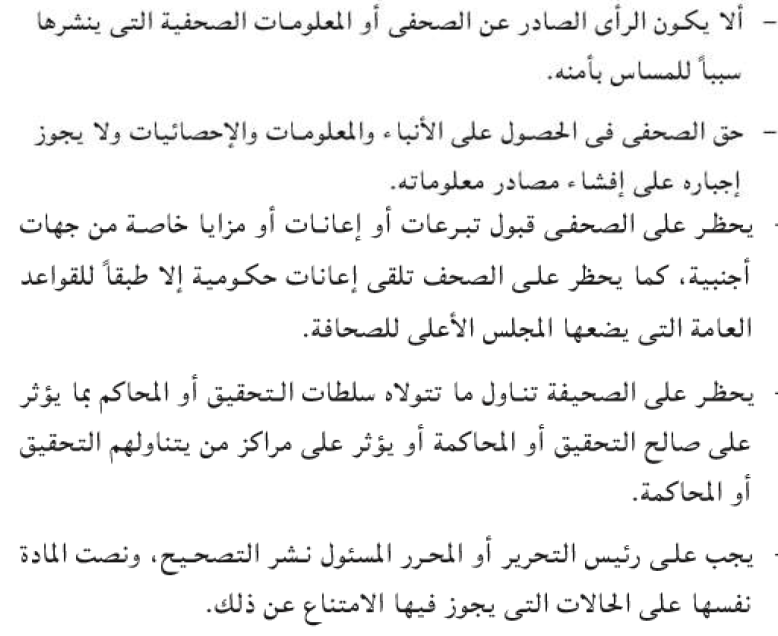 - ألا يكون الرأى الصادر عن الصحفى أو المعلومات الصحفية التى ينشرها
سبباً للمساس بأمنه.
- حق الصحفى فى الحصول على الأنباء والمعلومات والإحصائيات ولا يجوز
إجباره على إفشاء مصادر معلوماته.
- يحظر على الصحفى قبول تبرعات أو إعانات أو مزايا خاصة من جهات
أجنبية، كما يحظر على الصحف تلقى إعانات حكومية إلا طبقاً للقواعد
العامة التى يضعها المجلس الأعلى للصحافة.
- يحظر على الصحيفة تناول ما تتولاه سلطات التحقيق أو المحاكم بما يؤثر
على صالح التحقيق أو المحاكمة أو يؤثر على مراكز من يتناولهم التحقيق
أو المحاكمة.
- يجب على رئيس التحرير أو المحرر المسئول نشر التصحيح، ونصت المادة
نفسها على الحالات التى يجوز فيها الامتناع عن ذلك.